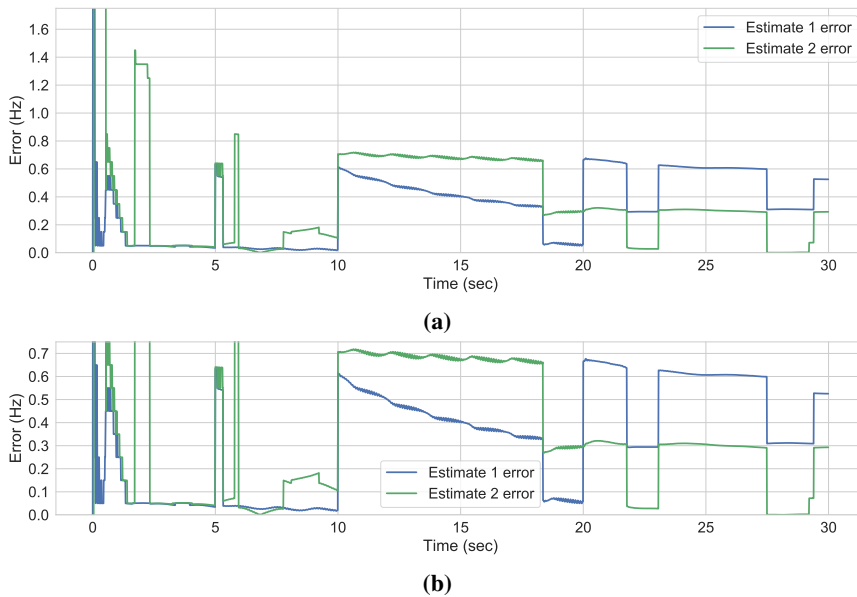 1.6
1.4
1.2
1.0
0.8
0.6
0.4
0.2
0.0
Error (Hz)
Estimate 1 error
Estimate 2 error
0 5 10 15 20 25 30
Time (sec)
(a)
0.7
0.6
0.5
0.4
0.3
0.2
0.1
0.0
Error (Hz)
Estimate 1 error
Estimate 2 error
0 5 10 15 20 25 30
Time (sec)
(b)